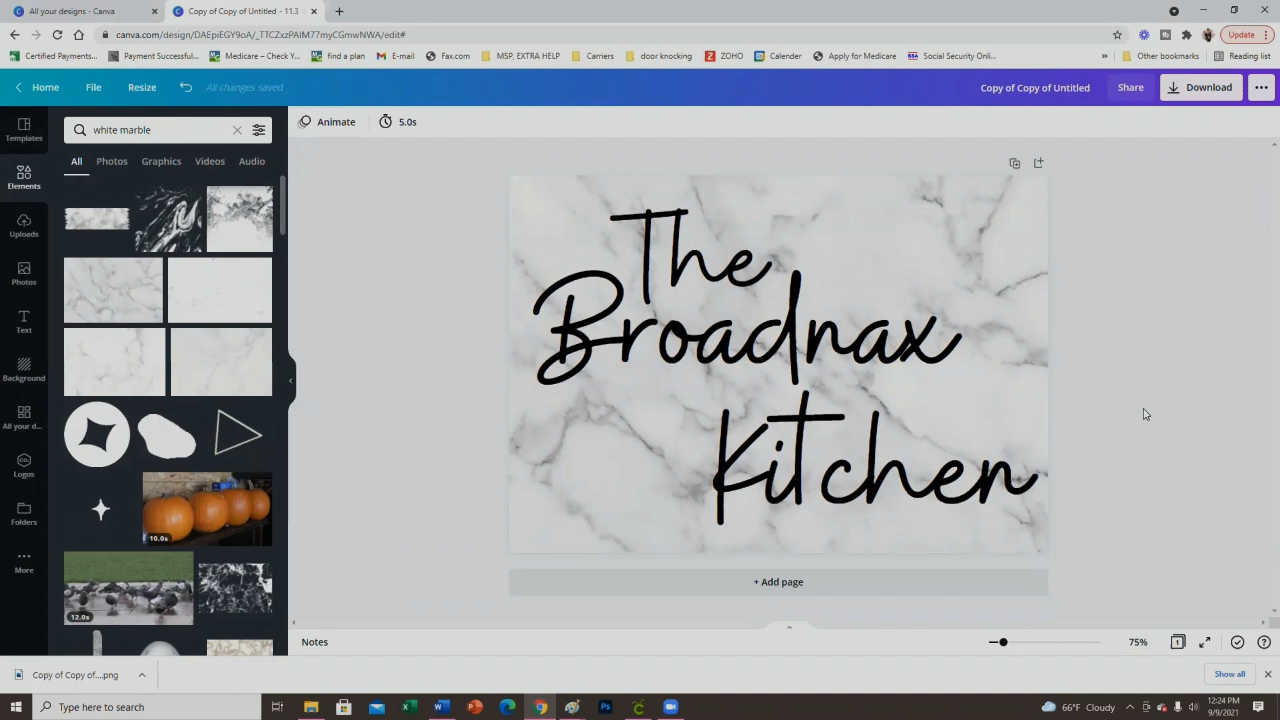 All your designs - Canva
Copy of Copy of Untitled - 11.3
canva.com/design/DAEpiEGY9oA/_TTCZxzPAIM77myCGmwNWA/edit#
Update
Certified Payments...
Payment Successful...
Medicare – Check Y...
find a plan
E-mail
Fax.com
MSP, EXTRA HELP
Carriers
door knocking
ZOHO
Calender
Apply for Medicare
Social Security Onli...
Other bookmarks
Reading list
Home
File
Resize
All changes saved
Copy of Copy of Untitled
Share
Download
Templates
Elements
Uploads
Photos
Text
Background
All your d...
Logos
Folders
More
white marble
All
Photos
Graphics
Videos
Audio
10.0s
12.0s
Animate
5.0s
The
Broadnax
Kitchen
+ Add page
Notes
75%
1
Copy of Copy of....png
Show all
Type here to search
66°F Cloudy
12:24 PM
9/9/2021